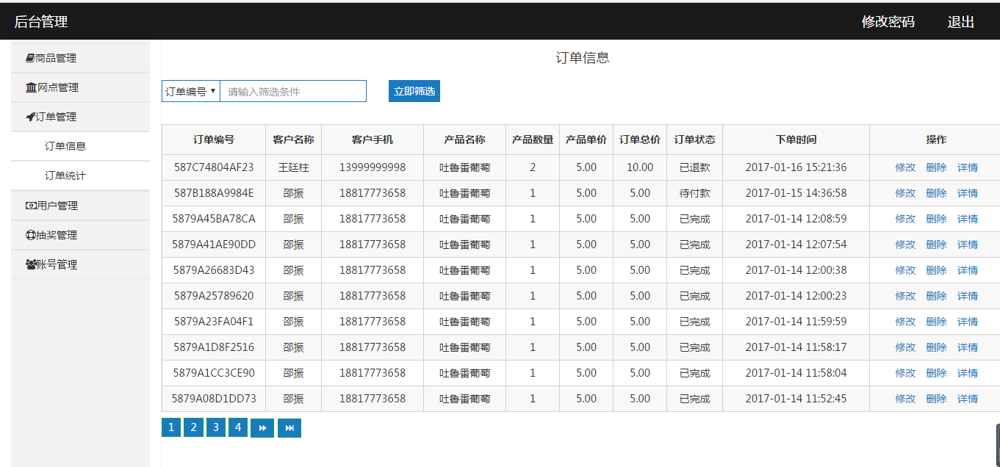 后台管理 修改密码 退出
商品管理
网点管理
订单管理
订单信息
订单统计
用户管理
抽奖管理
账号管理
订单信息
订单编号 请输入筛选条件 立即筛选
订单编号 客户名称 客户手机 产品名称 产品数量 产品单价 订单总价 订单状态 下单时间 操作
587C74804AF23 王廷柱 13999999998 吐鲁番葡萄 2 5.00 10.00 已退款 2017-01-16 15:21:36 修改 删除 详情
587B188A9984E 邵振 18817773658 吐鲁番葡萄 1 5.00 5.00 待付款 2017-01-15 14:36:58 修改 删除 详情
5879A45BA78CA 邵振 18817773658 吐鲁番葡萄 1 5.00 5.00 已完成 2017-01-14 12:08:59 修改 删除 详情
5879A41AE90DD 邵振 18817773658 吐鲁番葡萄 1 5.00 5.00 已完成 2017-01-14 12:07:54 修改 删除 详情
5879A26683D43 邵振 18817773658 吐鲁番葡萄 1 5.00 5.00 已完成 2017-01-14 12:00:38 修改 删除 详情
5879A25789620 邵振 18817773658 吐鲁番葡萄 1 5.00 5.00 已完成 2017-01-14 12:00:23 修改 删除 详情
5879A23FA04F1 邵振 18817773658 吐鲁番葡萄 1 5.00 5.00 已完成 2017-01-14 11:59:59 修改 删除 详情
5879A1D8F2516 邵振 18817773658 吐鲁番葡萄 1 5.00 5.00 已完成 2017-01-14 11:58:17 修改 删除 详情
5879A1CC3CE90 邵振 18817773658 吐鲁番葡萄 1 5.00 5.00 已完成 2017-01-14 11:58:04 修改 删除 详情
5879A08D1DD73 邵振 18817773658 吐鲁番葡萄 1 5.00 5.00 已完成 2017-01-14 11:52:45 修改 删除 详情
1 2 3 4